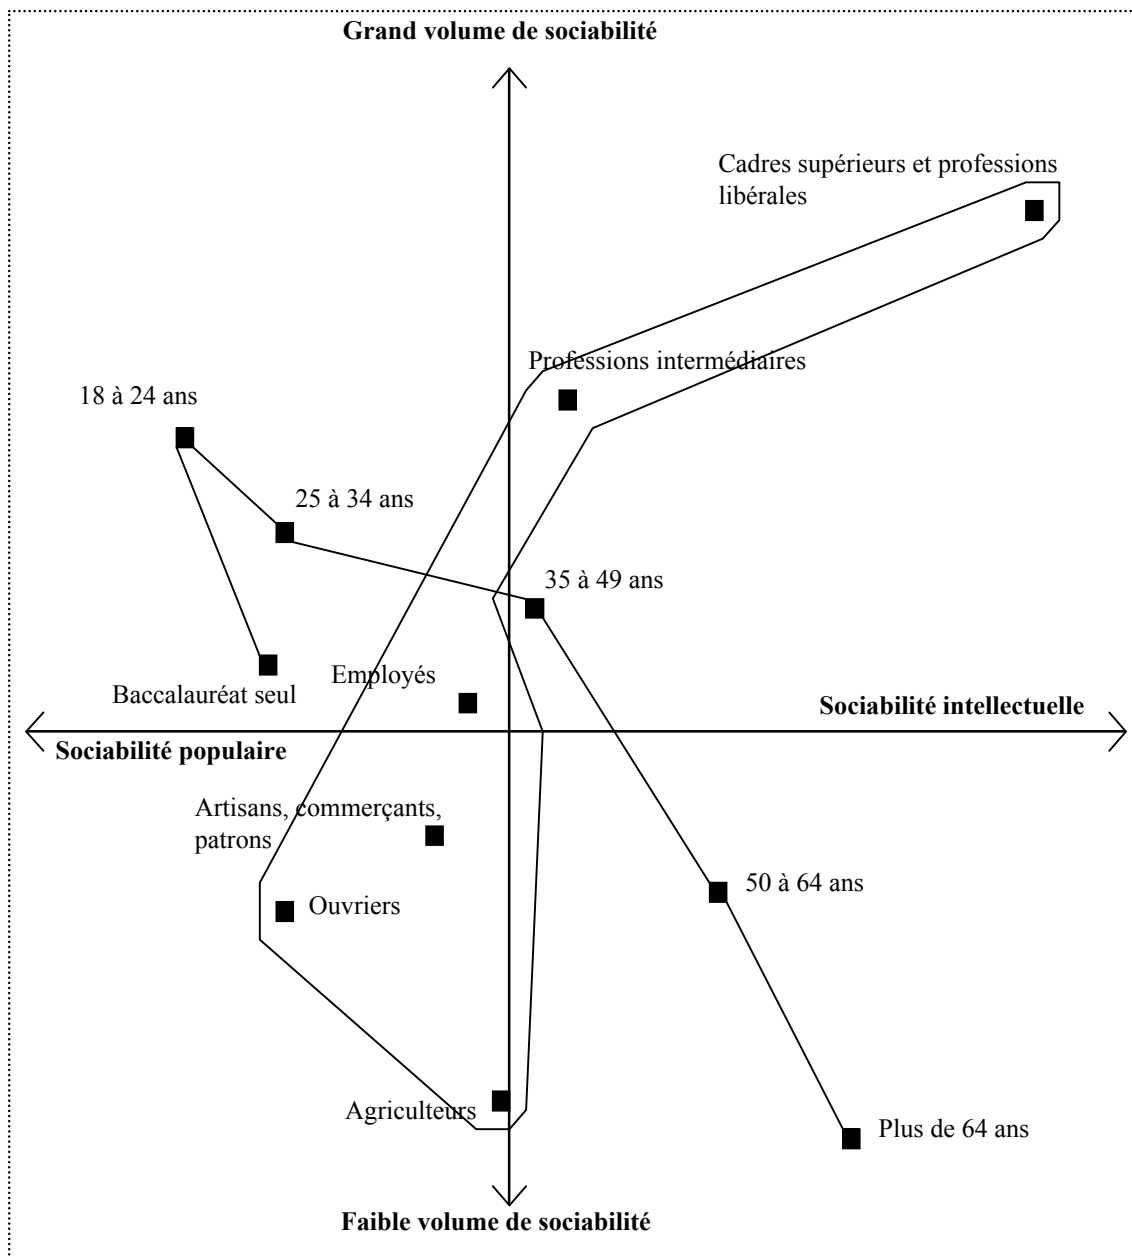 Grand volume de sociabilité
Cadres supérieurs et professions
libérales
Professions intermédiaires
18 à 24 ans
25 à 34 ans
35 à 49 ans
Employés
Baccalauréat seul
Sociabilité intellectuelle
Sociabilité populaire
Artisans, commerçants,
patrons
50 à 64 ans
Ouvriers
Agriculteurs
Plus de 64 ans
Faible volume de sociabilité